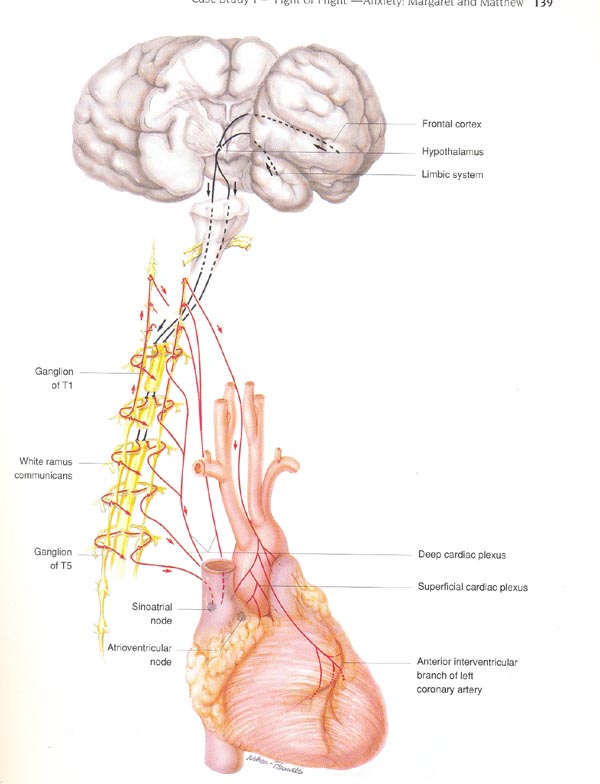 Case Study 1 – Fight or Flight —Anxiety: Margaret and Matthew 139
Frontal cortex
Hypothalamus
Limbic system
Ganglion
of T1
White ramus
communicans
Ganglion
of T5
Deep cardiac plexus
Superficial cardiac plexus
Sinoatrial
node
Atrioventricular
node
Anterior interventricular
branch of left
coronary artery